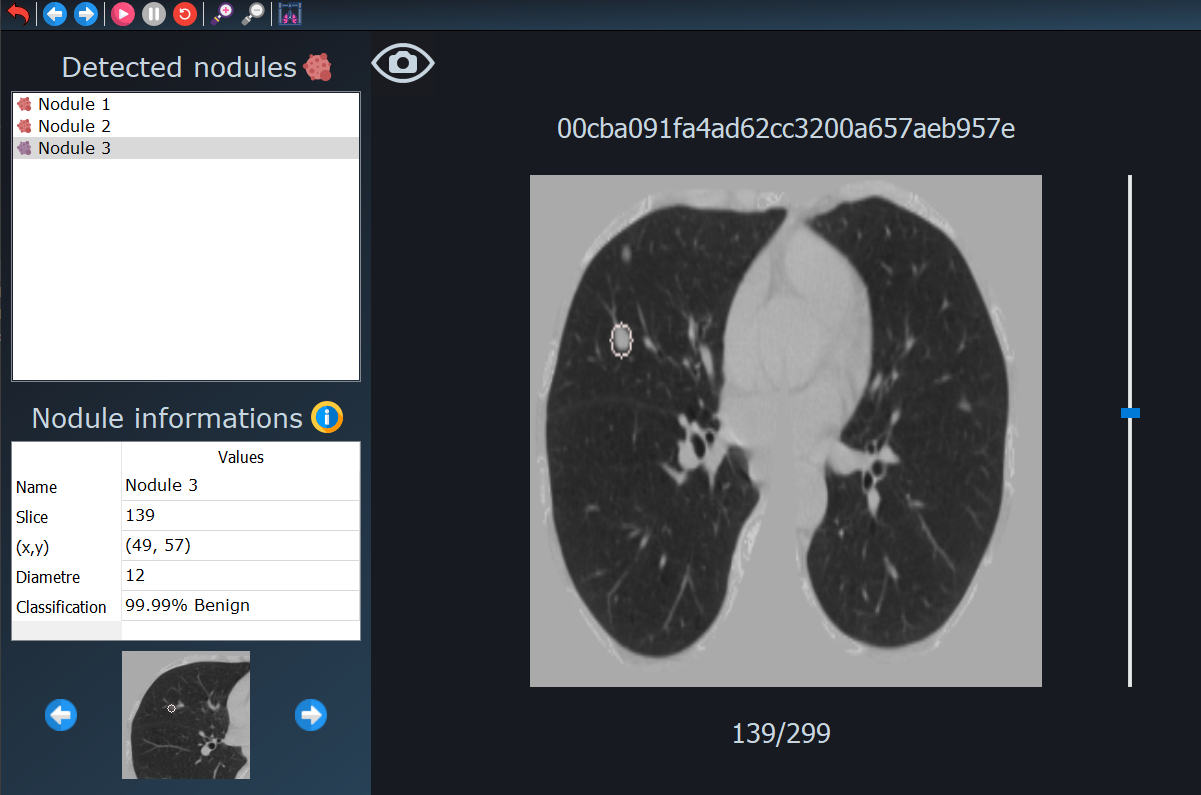 Detected nodules
Nodule 1
Nodule 2
Nodule 3
00cba091fa4ad62cc3200a657aeb957e
Nodule informations
Values
Name Nodule 3
Slice 139
(x,y) (49, 57)
Diametre 12
Classification 99.99% Benign
139/299